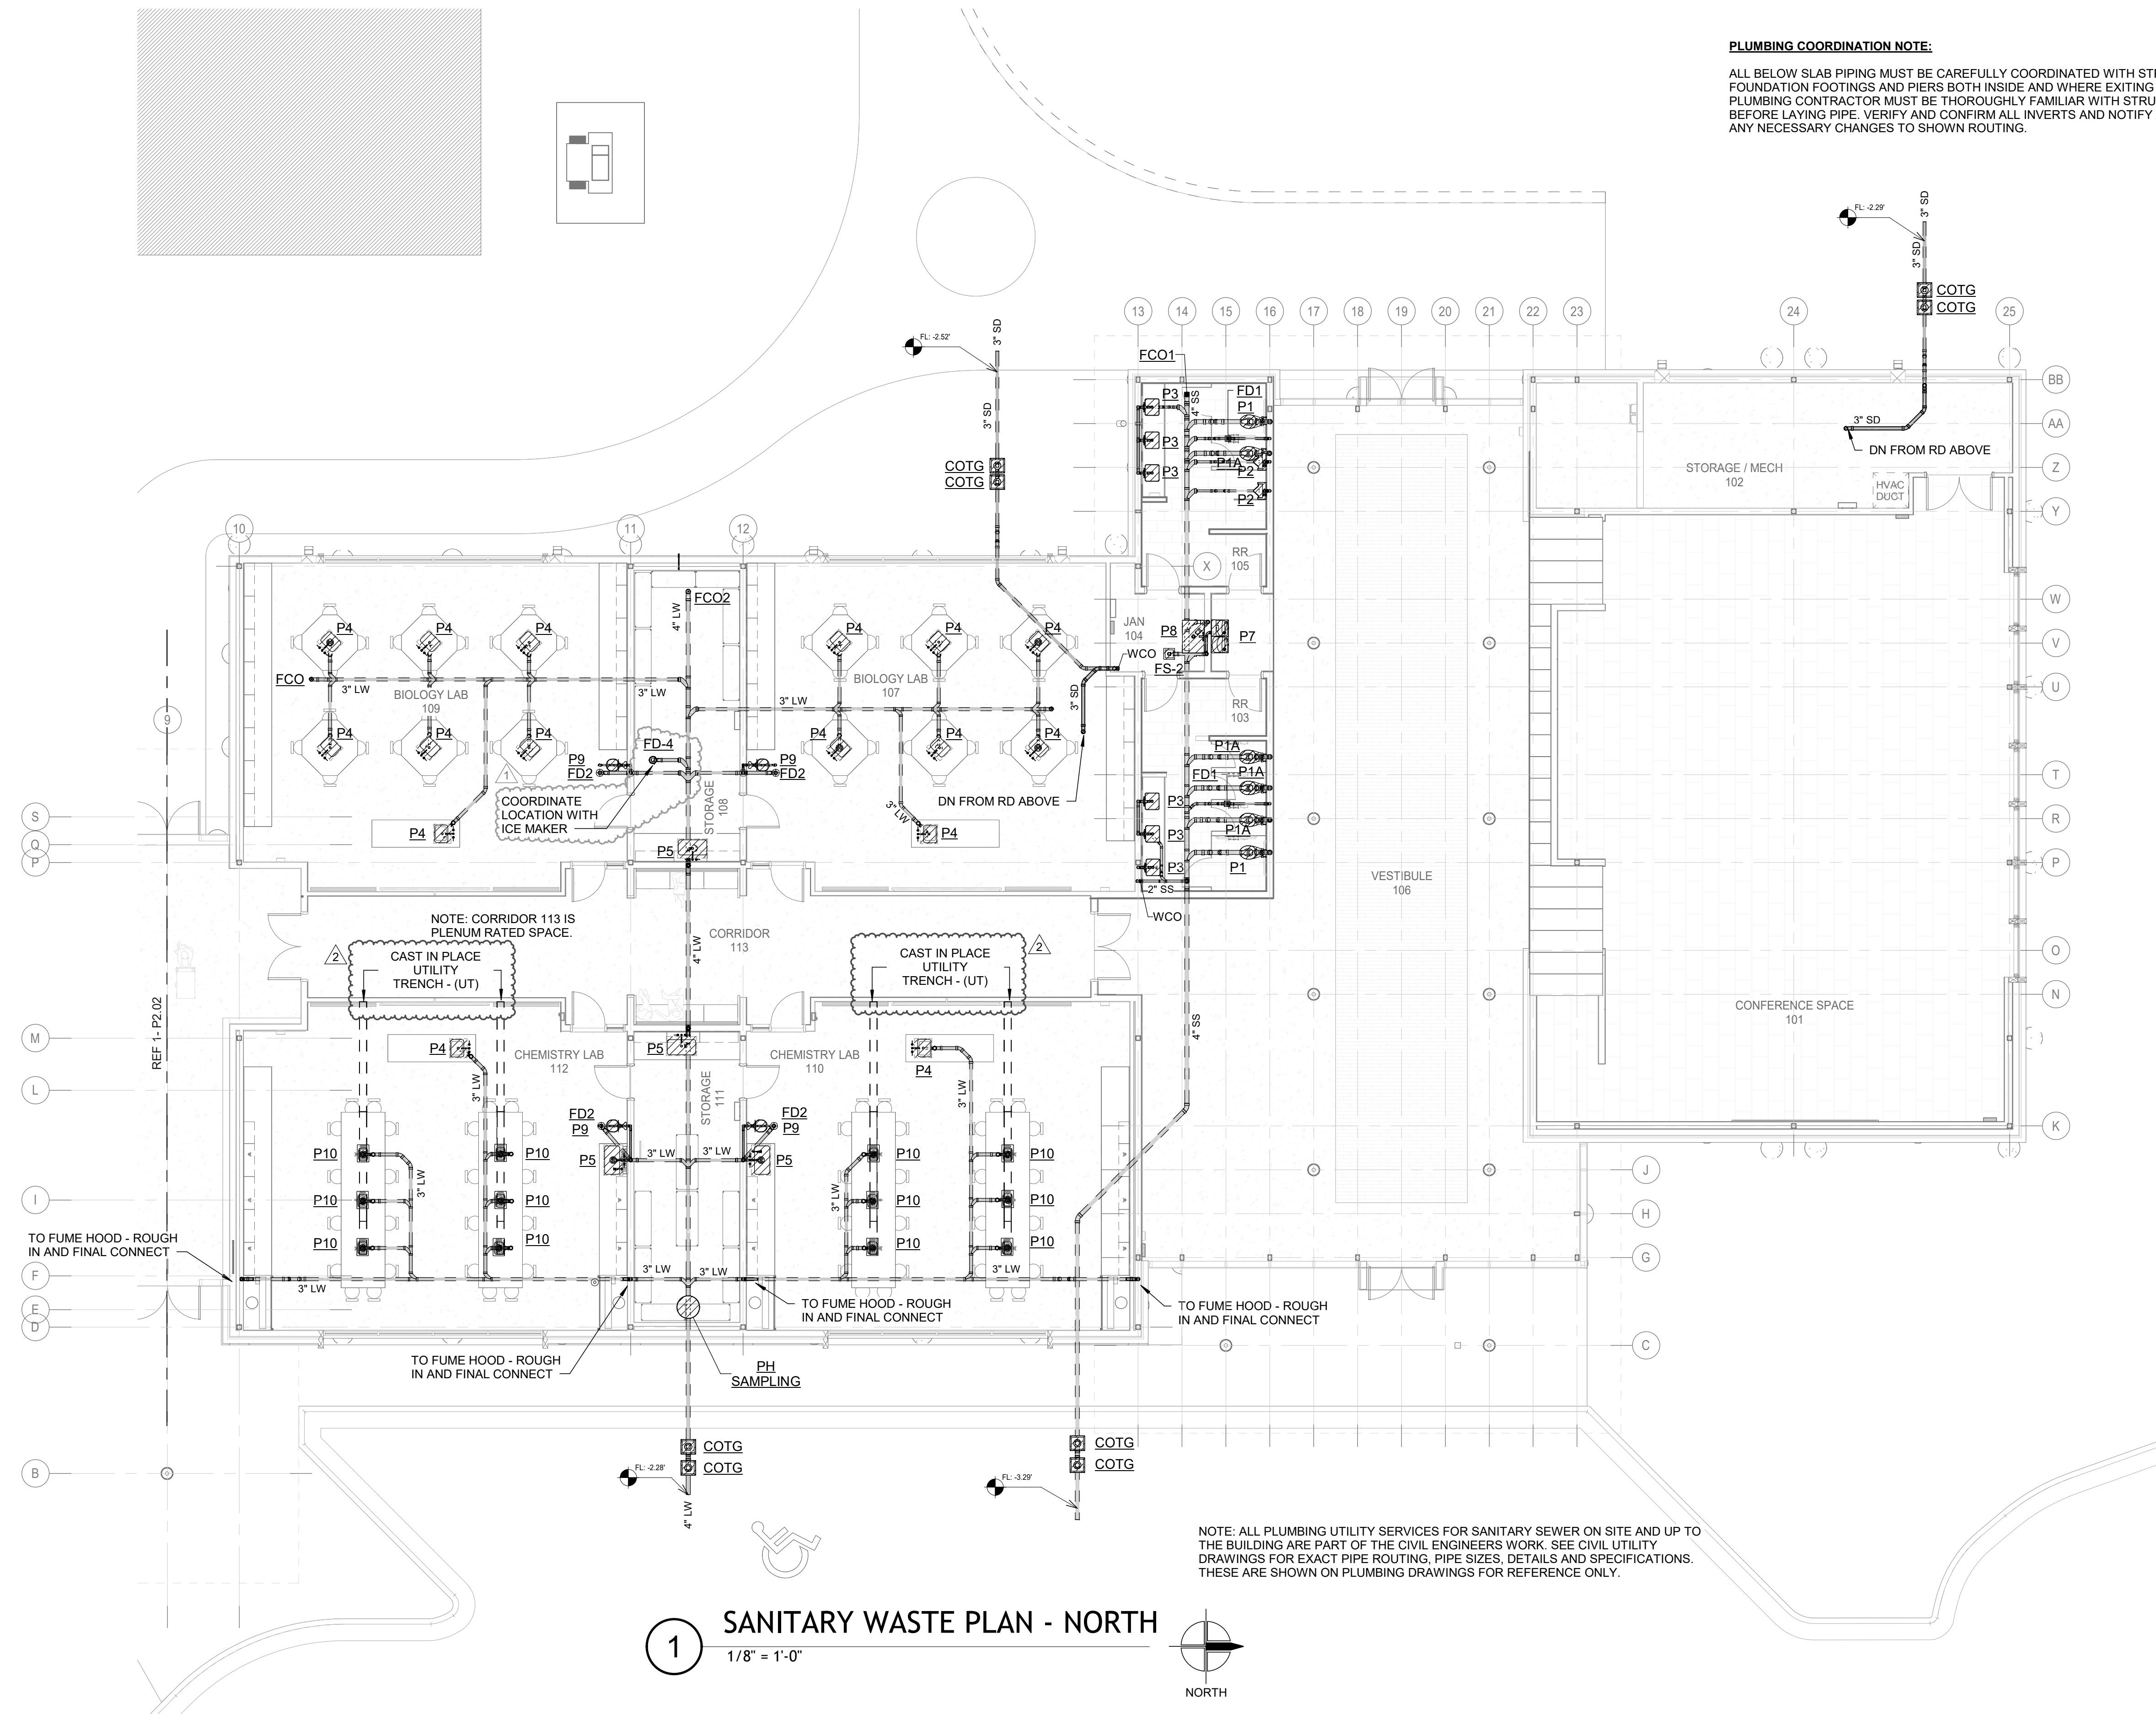 PLUMBING COORDINATION NOTE:
ALL BELOW SLAB PIPING MUST BE CAREFULLY COORDINATED WITH
FOUNDATION FOOTINGS AND PIERS BOTH INSIDE AND WHERE EXITING
PLUMBING CONTRACTOR MUST BE THOROUGHLY FAMILIAR WITH
BEFORE LAYING PIPE. VERIFY AND CONFIRM ALL INVERTS AND NOTIFY
ANY NECESSARY CHANGES TO SHOWN ROUTING.
3" SD
FL: -2.29'
3" SD
COTG
COTG
13
14
15
16
17
18
19
20
21
22
23
24
25
3" SD
FL: -2.52'
3" SD
FCO1
BB
P3
FD1
P1
4" SS
3" SD
AA
DN FROM RD ABOVE
P3
P1A
P2
P3
P2
COTG
COTG
STORAGE / MECH
102
Z
HVAC
DUCT
Y
10
11
12
RR
105
X
FCO2
4" LW
W
P4
P4
P4
P4
P4
P4
JAN
104
P8
P7
V
WCO
FS-2
FCO
3" LW
BIOLOGY LAB
109
3" LW
BIOLOGY LAB
107
3" LW
3" SD
U
RR
103
9
P4
P4
P4
P4
P4
P4
FD-4
P1A
P9
FD2
P9
FD2
FD1
P1A
T
1
COORDINATE
LOCATION WITH
ICE MAKER
STORAGE
108
DN FROM RD ABOVE
P3
3" LW
S
P4
P4
P3
P1A
R
Q
P
P5
P3
P1
P
VESTIBULE
106
2" SS
WCO
NOTE: CORRIDOR 113 IS
PLENUM RATED SPACE.
CORRIDOR
113
4" LW
2
CAST IN PLACE
UTILITY
TRENCH - (UT)
CAST IN PLACE
UTILITY
TRENCH - (UT)
2
O
N
REF 1- P2.02
CONFERENCE SPACE
101
4" SS
M
P4
CHEMISTRY LAB
112
P5
CHEMISTRY LAB
110
P4
L
3" LW
STORAGE
111
3" LW
FD2
P9
FD2
P9
K
P10
P10
P5
3" LW
3" LW
P5
P10
P10
J
3" LW
3" LW
I
P10
P10
P10
P10
H
P10
P10
P10
P10
TO FUME HOOD - ROUGH
IN AND FINAL CONNECT
G
F
3" LW
3" LW
3" LW
3" LW
E
D
TO FUME HOOD - ROUGH
IN AND FINAL CONNECT
TO FUME HOOD - ROUGH
IN AND FINAL CONNECT
C
TO FUME HOOD - ROUGH
IN AND FINAL CONNECT
PH
SAMPLING
COTG
COTG
COTG
COTG
B
FL: -2.28'
FL: -3.29'
4" LW
NOTE: ALL PLUMBING UTILITY SERVICES FOR SANITARY SEWER ON SITE AND UP TO
THE BUILDING ARE PART OF THE CIVIL ENGINEERS WORK. SEE CIVIL UTILITY
DRAWINGS FOR EXACT PIPE ROUTING, PIPE SIZES, DETAILS AND SPECIFICATIONS.
THESE ARE SHOWN ON PLUMBING DRAWINGS FOR REFERENCE ONLY.
1
SANITARY WASTE PLAN - NORTH
1/8" = 1'-0"
NORTH